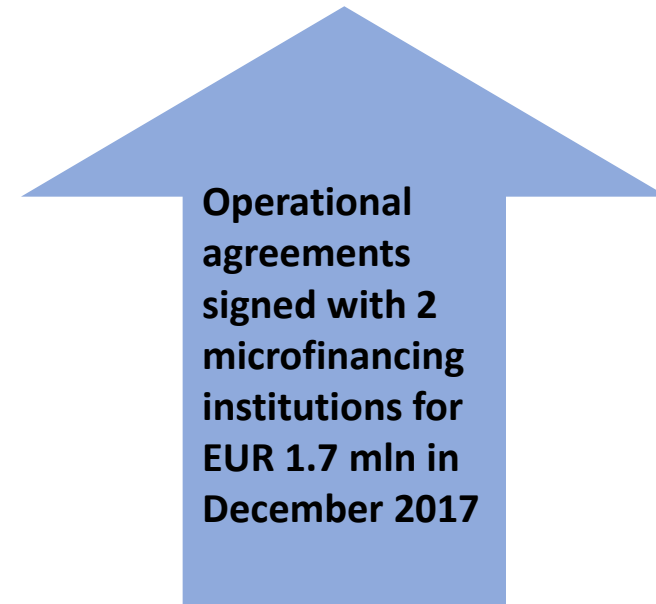 Operational
agreements
signed with 2
microfinancing
institutions for
EUR 1.7 mln in
December 2017